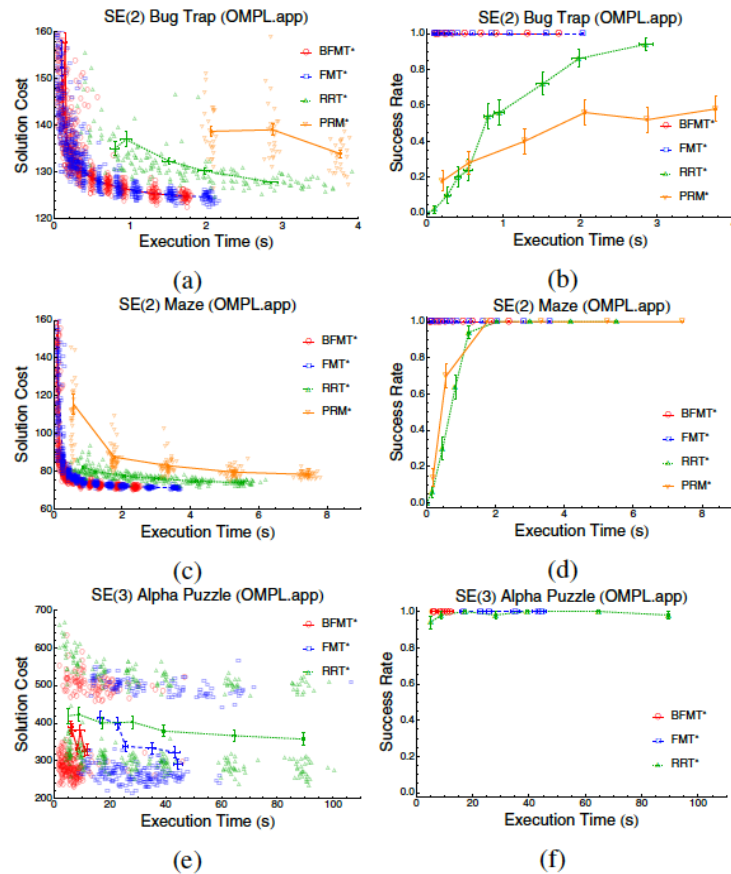 SE(2) Bug Trap (OMPL.app)
160
150
140
130
120
0
1
2
3
4
Solution Cost
Execution Time (s)
BFMT*
FMT*
RRT*
PRM*
(a)
SE(2) Bug Trap (OMPL.app)
1.0
0.8
0.6
0.4
0.2
0.0
0
1
2
3
4
Success Rate
Execution Time (s)
BFMT*
FMT*
RRT*
PRM*
(b)
SE(2) Maze (OMPL.app)
160
140
120
100
80
60
0
2
4
6
8
Solution Cost
Execution Time (s)
BFMT*
FMT*
RRT*
PRM*
(c)
SE(2) Maze (OMPL.app)
1.0
0.8
0.6
0.4
0.2
0.0
0
2
4
6
8
Success Rate
Execution Time (s)
BFMT*
FMT*
RRT*
PRM*
(d)
SE(3) Alpha Puzzle (OMPL.app)
700
600
500
400
300
200
0
20
40
60
80
100
Solution Cost
Execution Time (s)
BFMT*
FMT*
RRT*
(e)
SE(3) Alpha Puzzle (OMPL.app)
1.0
0.8
0.6
0.4
0.2
0.0
0
20
40
60
80
100
Success Rate
Execution Time (s)
BFMT*
FMT*
RRT*
(f)